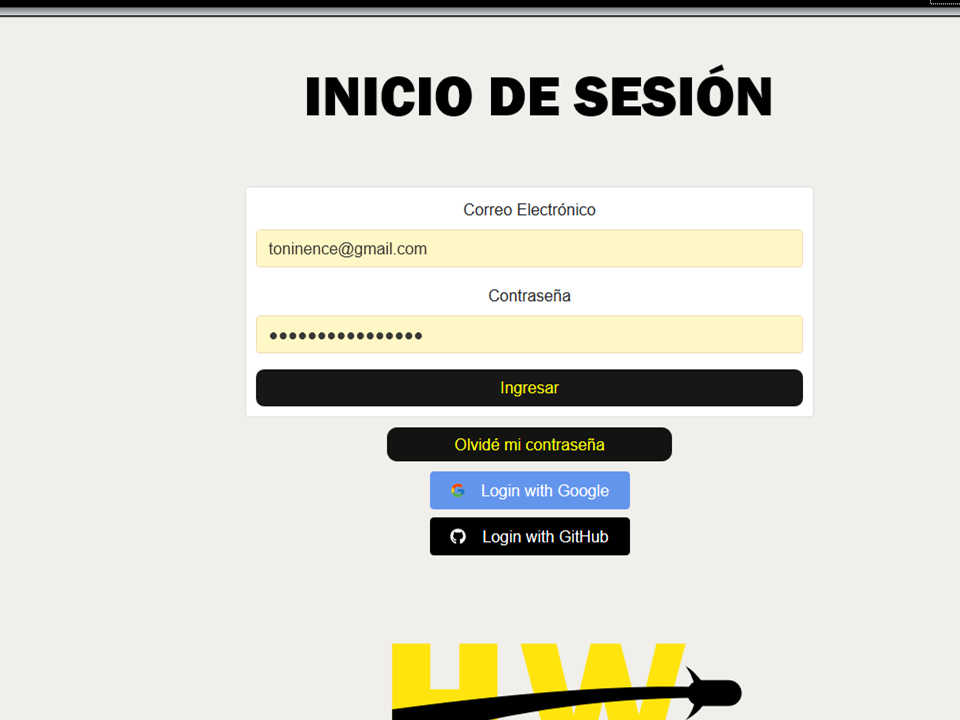 INICIO DE SESIÓN
Correo Electrónico
toninence@gmail.com
Contraseña
••••••••••••••••
Ingresar
Olvidé mi contraseña
Login with Google
Login with GitHub
HW